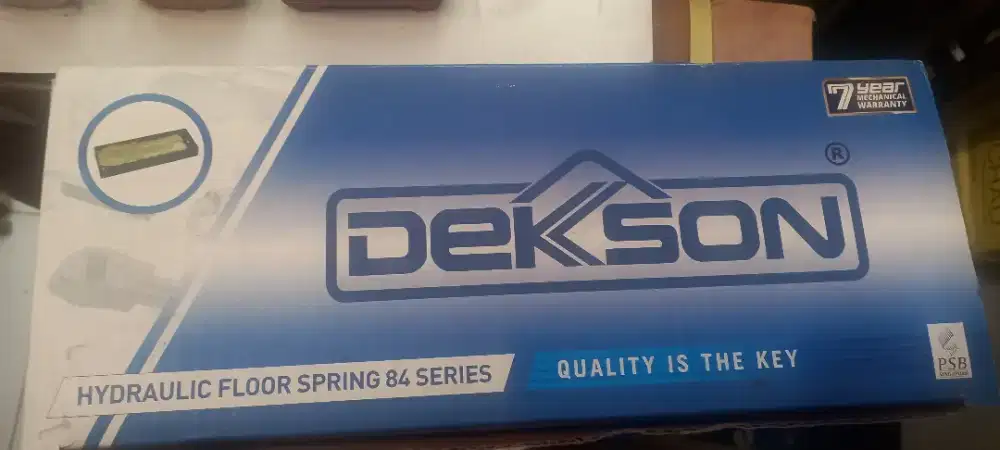 7 year
MECHANICAL
WARRANTY
®
DEKSON
HYDRAULIC FLOOR SPRING 84 SERIES
QUALITY IS THE KEY
PSB